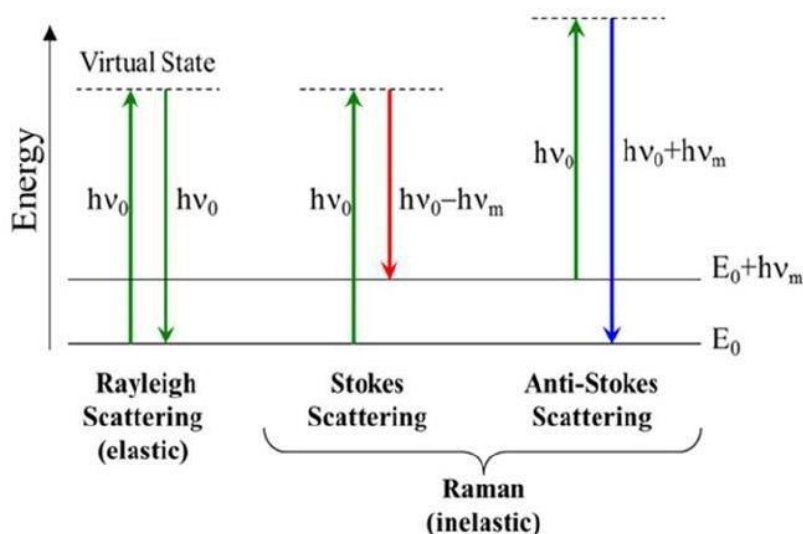 Energy
Virtual State
hν₀
hν₀
hν₀
hν₀−hνₘ
hν₀
hν₀+hνₘ
E₀+hνₘ
E₀
Rayleigh
Scattering
(elastic)
Stokes
Scattering
Anti-Stokes
Scattering
Raman
(inelastic)